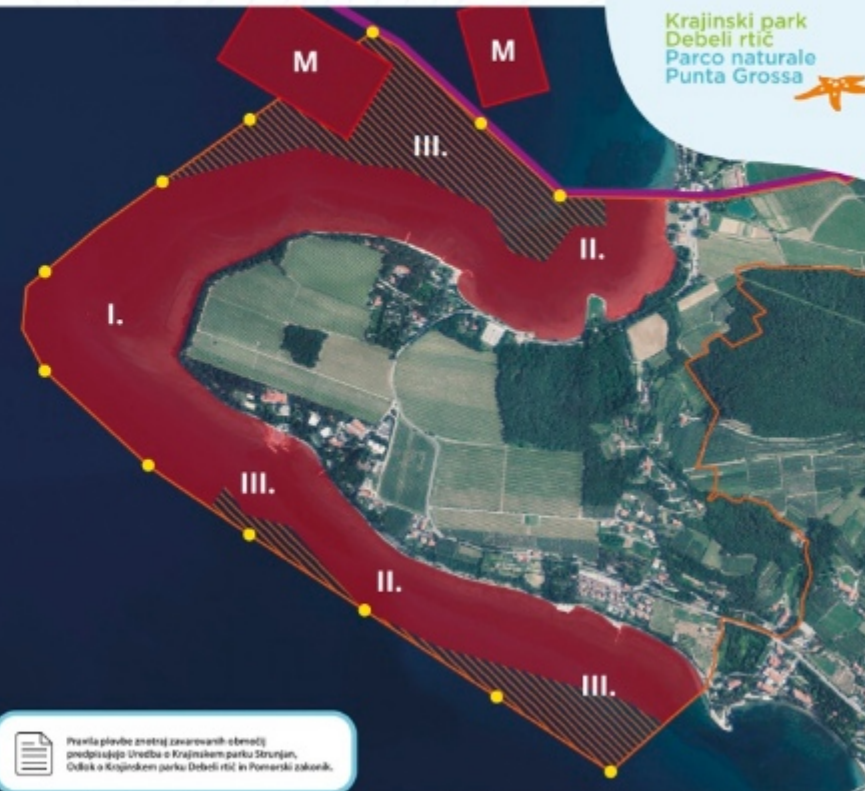 Krajinski park
Debeli rtič
Parco naturale
Punta Grossa
M
M
III.
II.
I.
III.
II.
III.
Pravila plovbe znotraj zavarovanih območij
predpisujejo Uredba o Krajinskem parku Strunjan,
Odlok o Krajinskem parku Debeli rtič in Pomorski zakonik.